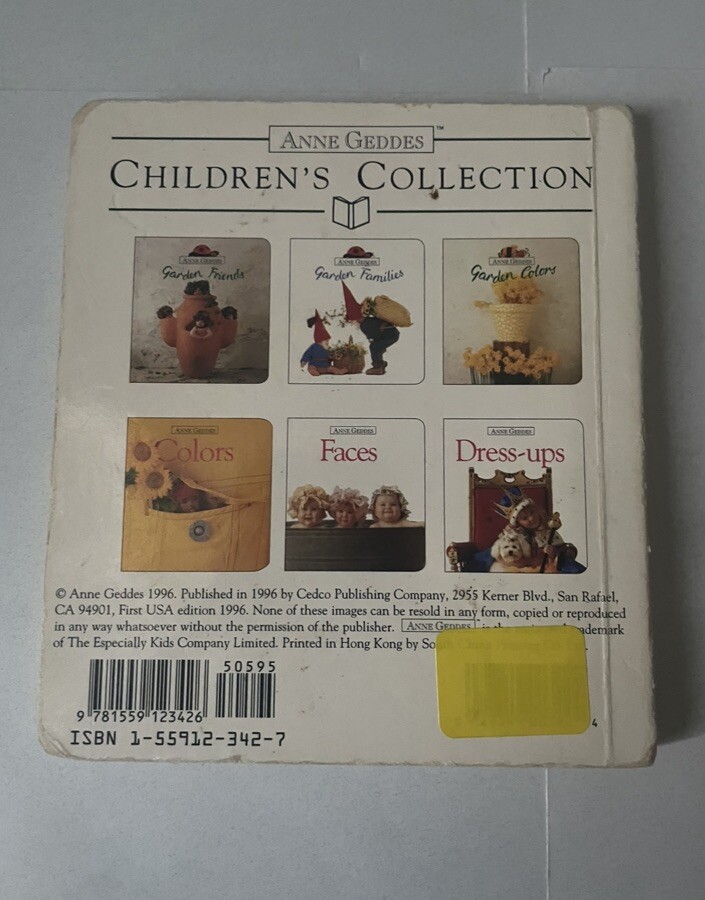 ANNE GEDDES™
CHILDREN'S COLLECTION
ANNE GEDDES
Garden Friends
ANNE GEDDES
Garden Families
ANNE GEDDES
Garden Colors
ANNE GEDDES
Colors
ANNE GEDDES
Faces
ANNE GEDDES
Dress-ups
© Anne Geddes 1996. Published in 1996 by Cedco Publishing Company, 2955 Kerner Blvd., San Rafael,
CA 94901, First USA edition 1996. None of these images can be resold in any form, copied or reproduced
in any way whatsoever without the permission of the publisher. ANNE GEDDES is the
of The Especially Kids Company Limited. Printed in Hong Kong by
50595
9 781559 123426
ISBN 1-55912-342-7
4